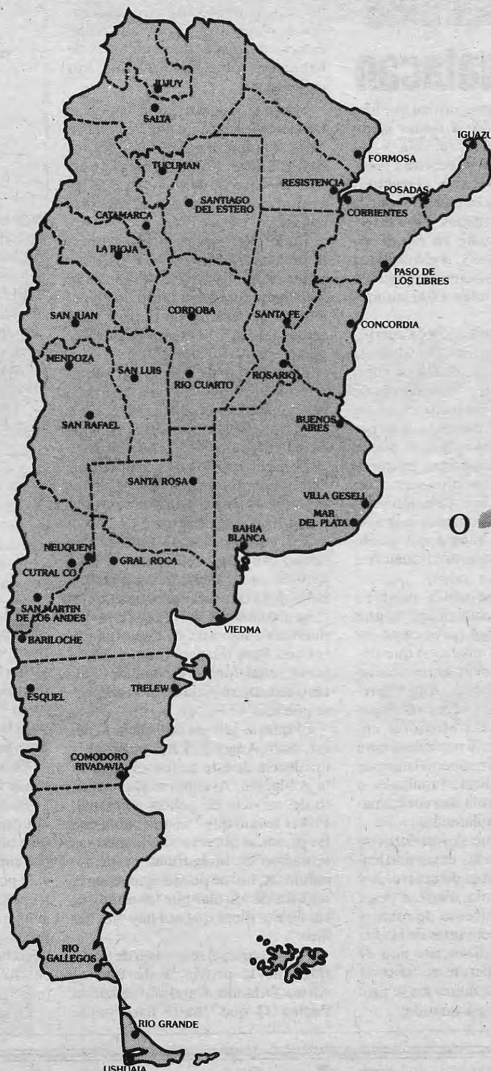 JUJUY
SALTA
TUCUMAN
SANTIAGO
DEL ESTERO
CATAMARCA
LA RIOJA
FORMOSA
RESISTENCIA
CORRIENTES
POSADAS
IGUAZU
PASO DE
LOS LIBRES
SAN JUAN
CORDOBA
SANTA FE
CONCORDIA
MENDOZA
SAN LUIS
RIO CUARTO
ROSARIO
SAN RAFAEL
BUENOS
AIRES
SANTA ROSA
VILLA GESELL
MAR
DEL PLATA
BAHIA
BLANCA
NEUQUEN
CUTRAL CO
GRAL. ROCA
SAN MARTIN
DE LOS ANDES
BARILOCHE
VIEDMA
ESQUEL
TRELEW
COMODORO
RIVADAVIA
RIO
GALLEGOS
RIO GRANDE
USHUAIA
O